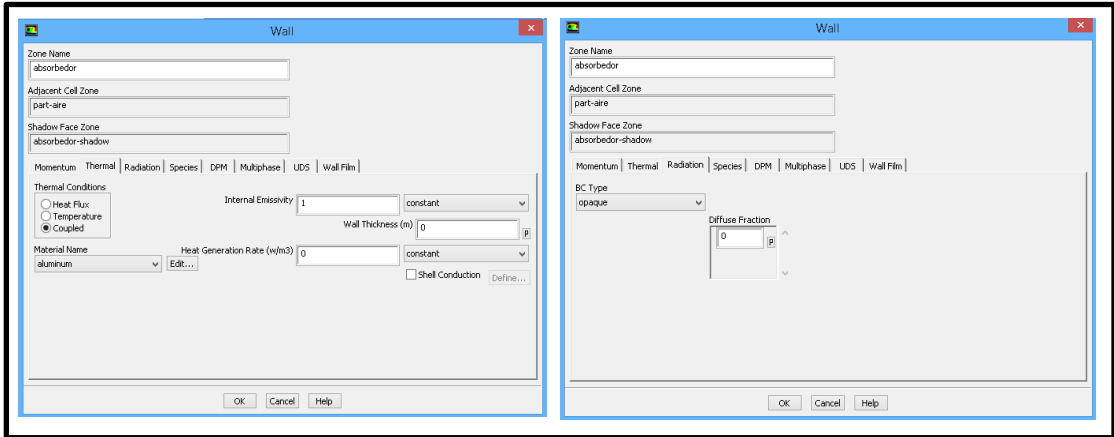 Wall
Zone Name
absorbedor
Adjacent Cell Zone
part-aire
Shadow Face Zone
absorbedor-shadow
Momentum Thermal Radiation Species DPM Multiphase UDS Wall Film
Thermal Conditions
Heat Flux
Temperature
Coupled
Internal Emissivity 1 constant
Wall Thickness (m) 0 P
Material Name
aluminum Edit...
Heat Generation Rate (w/m3) 0 constant
Shell Conduction Define...
OK Cancel Help
Wall
Zone Name
absorbedor
Adjacent Cell Zone
part-aire
Shadow Face Zone
absorbedor-shadow
Momentum Thermal Radiation Species DPM Multiphase UDS Wall Film
BC Type
opaque
Diffuse Fraction
0 P
OK Cancel Help